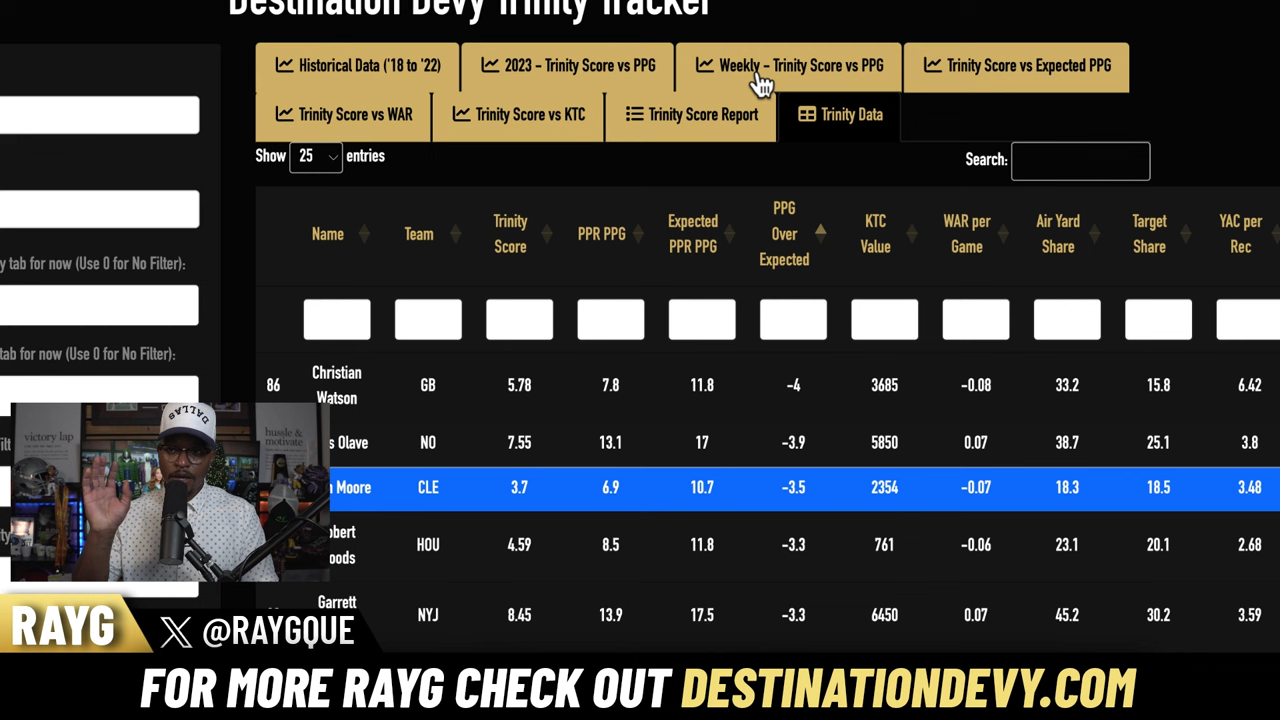 Destination Devy Trinity Tracker
Historical Data ('18 to '22)
2023 - Trinity Score vs PPG
Weekly - Trinity Score vs PPG
Trinity Score vs Expected PPG
Trinity Score vs WAR
Trinity Score vs KTC
Trinity Score Report
Trinity Data
Show 25 entries
Search:
Name Team Trinity Score PPR PPG Expected PPR PPG PPG Over Expected KTC Value WAR per Game Air Yard Share Target Share YAC per Rec
y tab for now (Use 0 for No Filter):
tab for now (Use 0 for No Filter):
86 Christian Watson GB 5.78 7.8 11.8 -4 3685 -0.08 33.2 15.8 6.42
s Olave NO 7.55 13.1 17 -3.9 5850 0.07 38.7 25.1 3.8
Moore CLE 3.7 6.9 10.7 -3.5 2354 -0.07 18.3 18.5 3.48
obert oods HOU 4.59 8.5 11.8 -3.3 761 -0.06 23.1 20.1 2.68
Garrett NYJ 8.45 13.9 17.5 -3.3 6450 0.07 45.2 30.2 3.59
victory lap
DALLAS
hussle & motivate
RAYG X @RAYGQUE
FOR MORE RAYG CHECK OUT DESTINATIONDEVY.COM